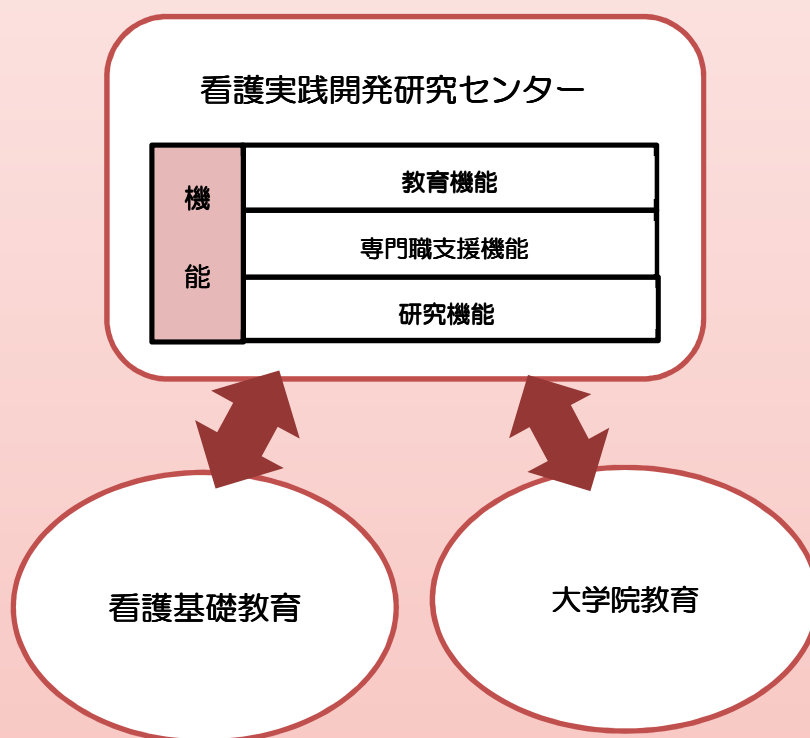 看護実践開発研究センター
機能
教育機能
専門職支援機能
研究機能
看護基礎教育
大学院教育